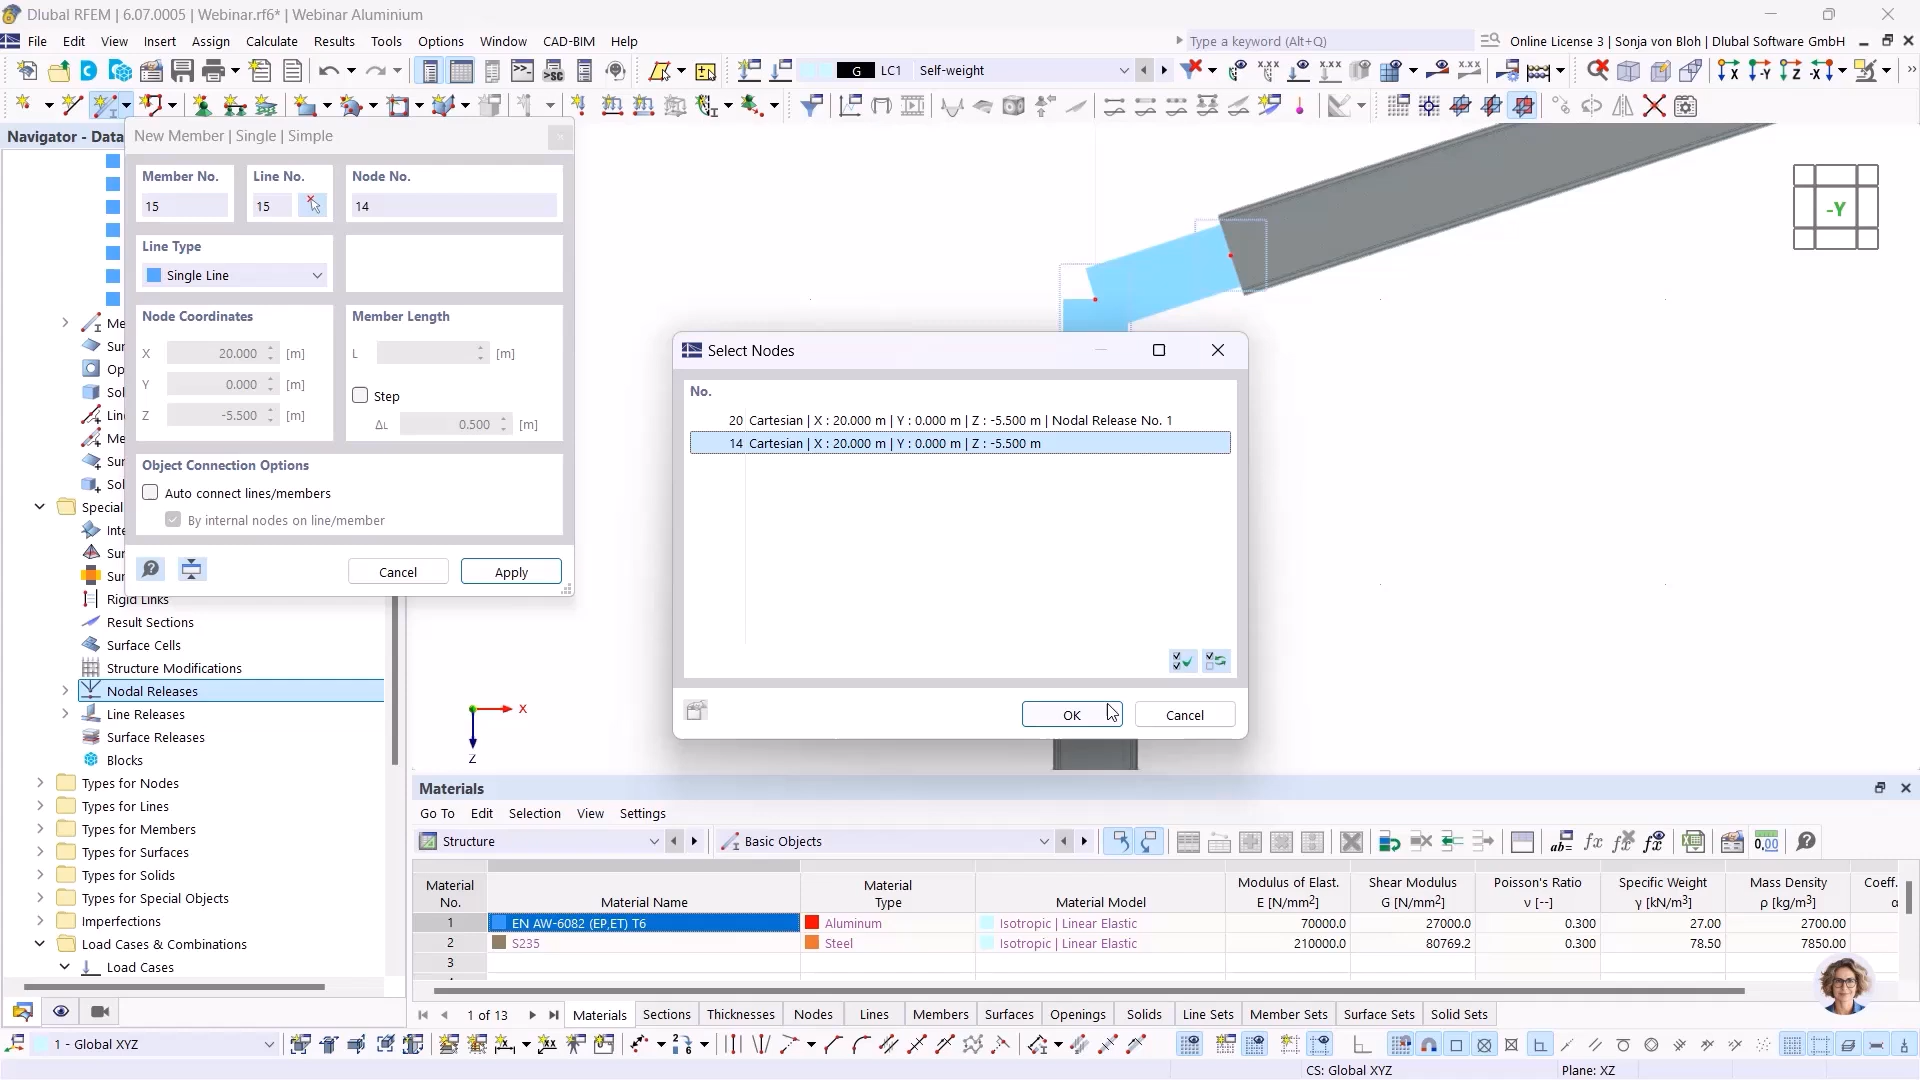 Dlubal RFEM | 6.07.0005 | Webinar.rf6* | Webinar Aluminium
File Edit View Insert Assign Calculate Results Tools Options Window CAD-BIM Help
Type a keyword (Alt+Q)
Online License 3 | Sonja von Bloh | Dlubal Software GmbH
G LC1 Self-weight
Navigator - Data
New Member | Single | Simple
Member No. Line No. Node No.
15 15 14
Line Type
Single Line
Node Coordinates Member Length
X 20.000 [m] L [m]
Y 0.000 [m]
Step
Z -5.500 [m]
ΔL 0.500 [m]
Object Connection Options
Auto connect lines/members
By internal nodes on line/member
Cancel Apply
Me
Sur
Op
Sol
Lin
Me
Sur
Sol
Special
Inte
Sur
Sur
Rigid Links
Result Sections
Surface Cells
Structure Modifications
Nodal Releases
Line Releases
Surface Releases
Blocks
Types for Nodes
Types for Lines
Types for Members
Types for Surfaces
Types for Solids
Types for Special Objects
Imperfections
Load Cases & Combinations
Load Cases
-Y
X
Z
Select Nodes
No.
20 Cartesian | X : 20.000 m | Y : 0.000 m | Z : -5.500 m | Nodal Release No. 1
14 Cartesian | X : 20.000 m | Y : 0.000 m | Z : -5.500 m
OK Cancel
Materials
Go To Edit Selection View Settings
Structure Basic Objects
Material No. Material Name Material Type Material Model Modulus of Elast. E [N/mm²] Shear Modulus G [N/mm²] Poisson's Ratio ν [--] Specific Weight γ [kN/m³] Mass Density ρ [kg/m³] Coeff. α
1 EN AW-6082 (EP,ET) T6 Aluminum Isotropic | Linear Elastic 70000.0 27000.0 0.300 27.00 2700.00
2 S235 Steel Isotropic | Linear Elastic 210000.0 80769.2 0.300 78.50 7850.00
3
1 of 13 Materials Sections Thicknesses Nodes Lines Members Surfaces Openings Solids Line Sets Member Sets Surface Sets Solid Sets
1 - Global XYZ
CS: Global XYZ Plane: XZ